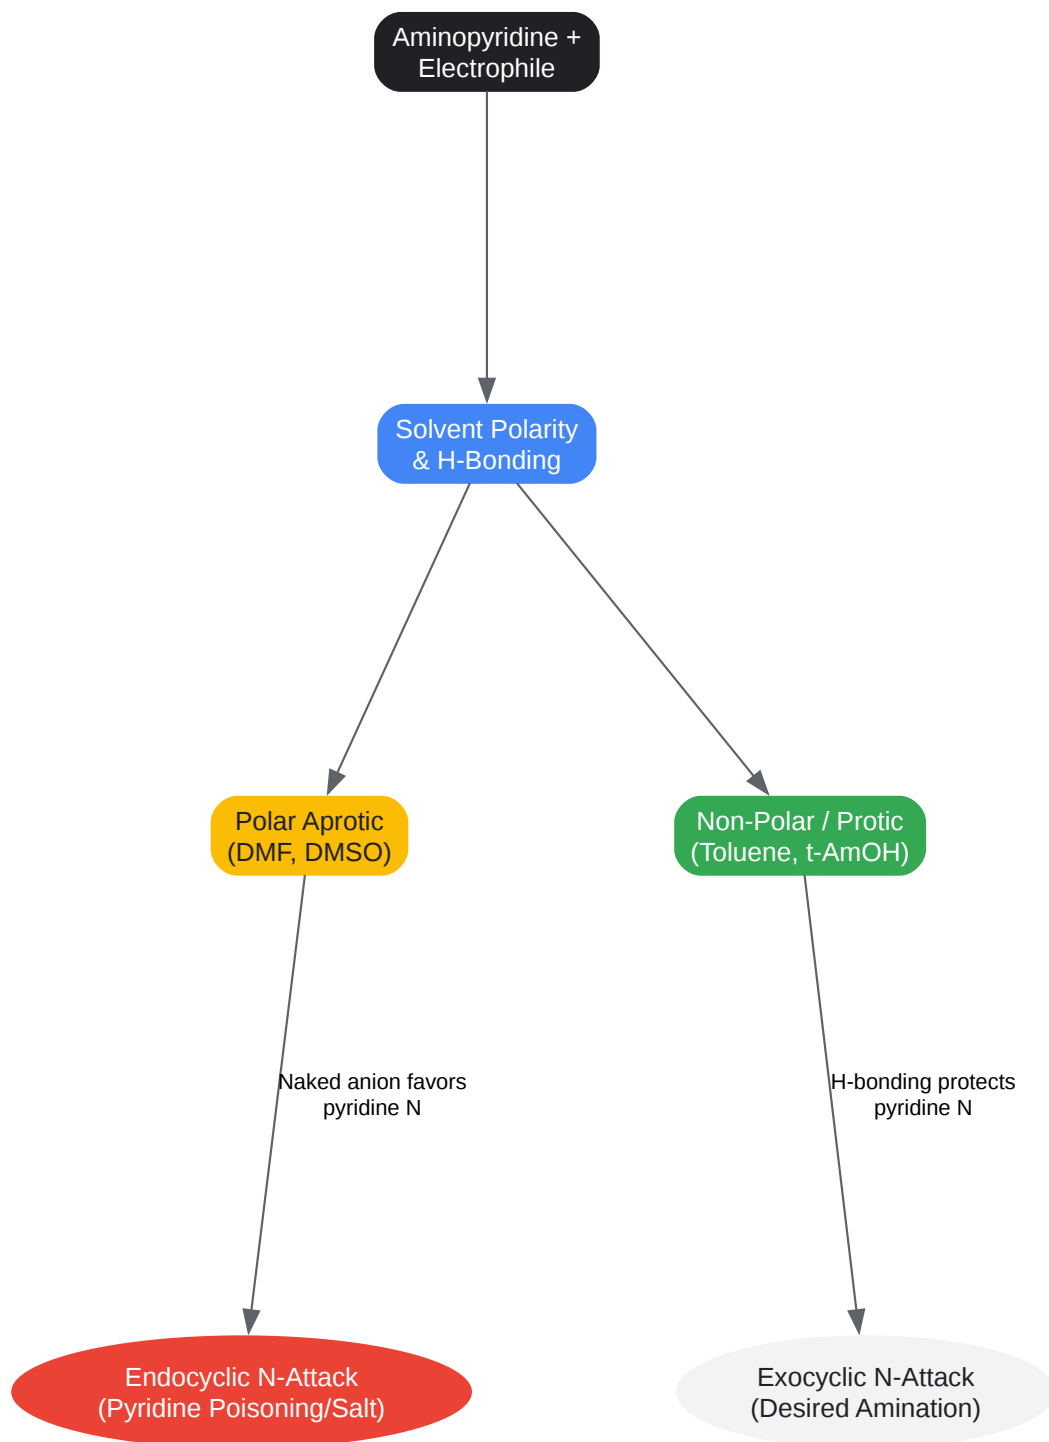 Aminopyridine +
Electrophile
Solvent Polarity
& H-Bonding
Polar Aprotic
(DMF, DMSO)
Non-Polar / Protic
(Toluene, t-AmOH)
Naked anion favors
pyridine N
H-bonding protects
pyridine N
Endocyclic N-Attack
(Pyridine Poisoning/Salt)
Exocyclic N-Attack
(Desired Amination)